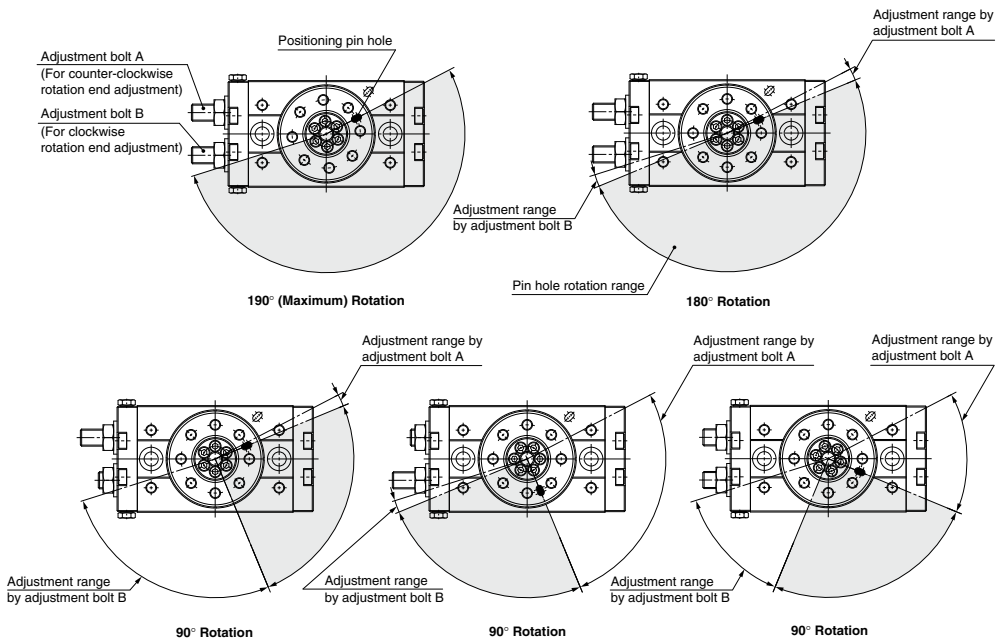 Adjustment bolt A
(For counter-clockwise
rotation end adjustment)
Adjustment bolt B
(For clockwise
rotation end adjustment)
Positioning pin hole
190° (Maximum) Rotation
Adjustment range by
adjustment bolt A
Adjustment range
by adjustment bolt B
Pin hole rotation range
180° Rotation
Adjustment range by
adjustment bolt A
Adjustment range
by adjustment bolt B
90° Rotation
Adjustment range by
adjustment bolt A
Adjustment range
by adjustment bolt B
90° Rotation
Adjustment range by
adjustment bolt A
Adjustment range
by adjustment bolt B
90° Rotation